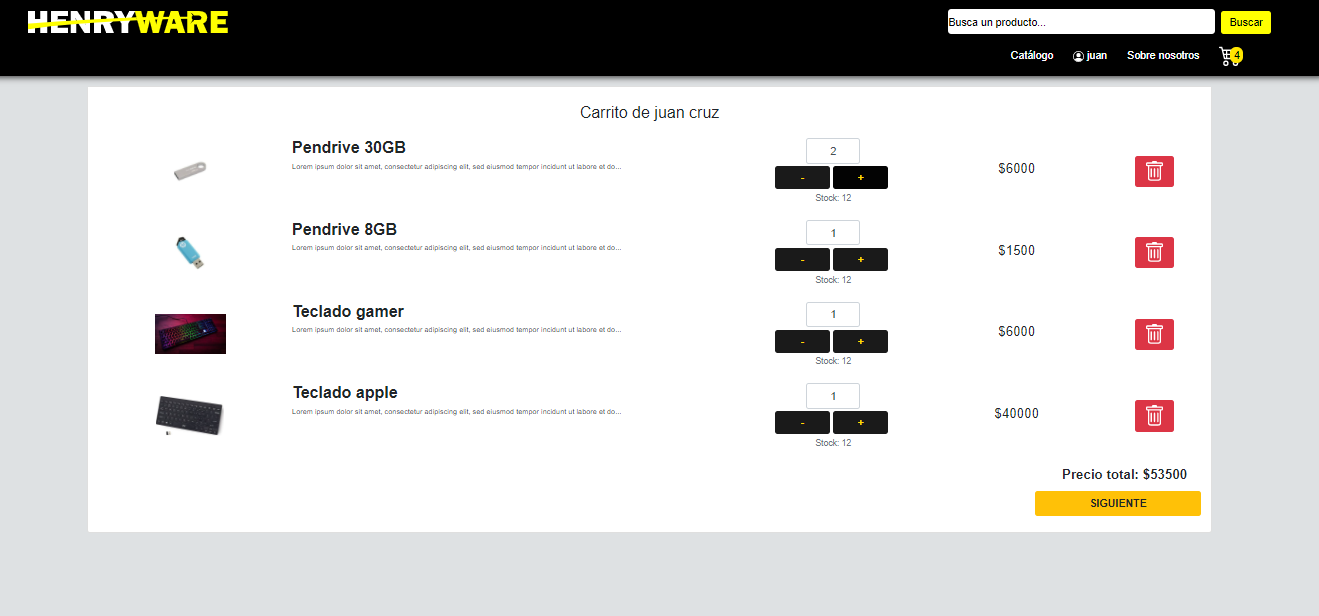 HENRYWARE
Busca un producto...
Buscar
Catálogo
juan
Sobre nosotros
4
Carrito de juan cruz
Pendrive 30GB
Lorem ipsum dolor sit amet, consectetur adipiscing elit, sed eiusmod tempor incidunt ut labore et do...
2
- +
Stock: 12
$6000
Pendrive 8GB
Lorem ipsum dolor sit amet, consectetur adipiscing elit, sed eiusmod tempor incidunt ut labore et do...
1
- +
Stock: 12
$1500
Teclado gamer
Lorem ipsum dolor sit amet, consectetur adipiscing elit, sed eiusmod tempor incidunt ut labore et do...
1
- +
Stock: 12
$6000
Teclado apple
Lorem ipsum dolor sit amet, consectetur adipiscing elit, sed eiusmod tempor incidunt ut labore et do...
1
- +
Stock: 12
$40000
Precio total: $53500
SIGUIENTE